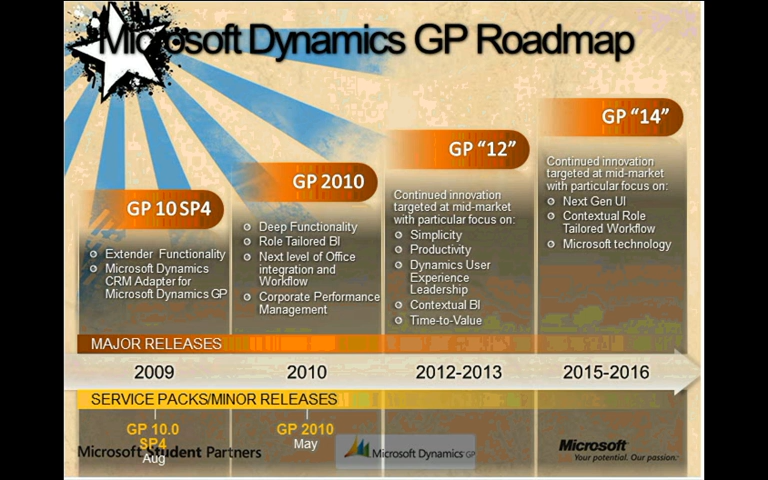 Microsoft Dynamics GP Roadmap
GP 10 SP4
Extender Functionality
Microsoft Dynamics
CRM Adapter for
Microsoft Dynamics GP
GP 2010
Deep Functionality
Role Tailored BI
Next level of Office
integration and
Workflow
Corporate Performance
Management
GP “12”
Continued innovation
targeted at mid-market
with particular focus on:
Simplicity
Productivity
Dynamics User
Experience
Leadership
Contextual BI
Time-to-Value
GP “14”
Continued innovation
targeted at mid-market
with particular focus on:
Next Gen UI
Contextual Role
Tailored Workflow
Microsoft technology
MAJOR RELEASES
2009
2010
2012-2013
2015-2016
SERVICE PACKS/MINOR RELEASES
GP 10.0
SP4
Aug
GP 2010
May
Microsoft Student Partners
Microsoft Dynamics GP
Microsoft
Your potential. Our passion.™